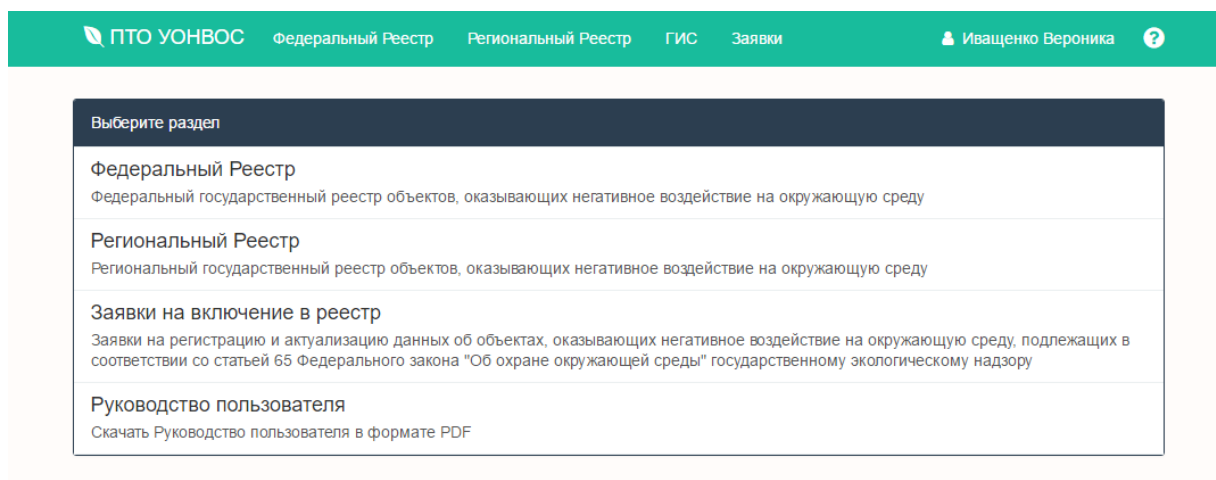 ПТО УОНВОС Федеральный Реестр Региональный Реестр ГИС Заявки Иващенко Вероника ?
Выберите раздел
Федеральный Реестр
Федеральный государственный реестр объектов, оказывающих негативное воздействие на окружающую среду
Региональный Реестр
Региональный государственный реестр объектов, оказывающих негативное воздействие на окружающую среду
Заявки на включение в реестр
Заявки на регистрацию и актуализацию данных об объектах, оказывающих негативное воздействие на окружающую среду, подлежащих в
соответствии со статьей 65 Федерального закона "Об охране окружающей среды" государственному экологическому надзору
Руководство пользователя
Скачать Руководство пользователя в формате PDF